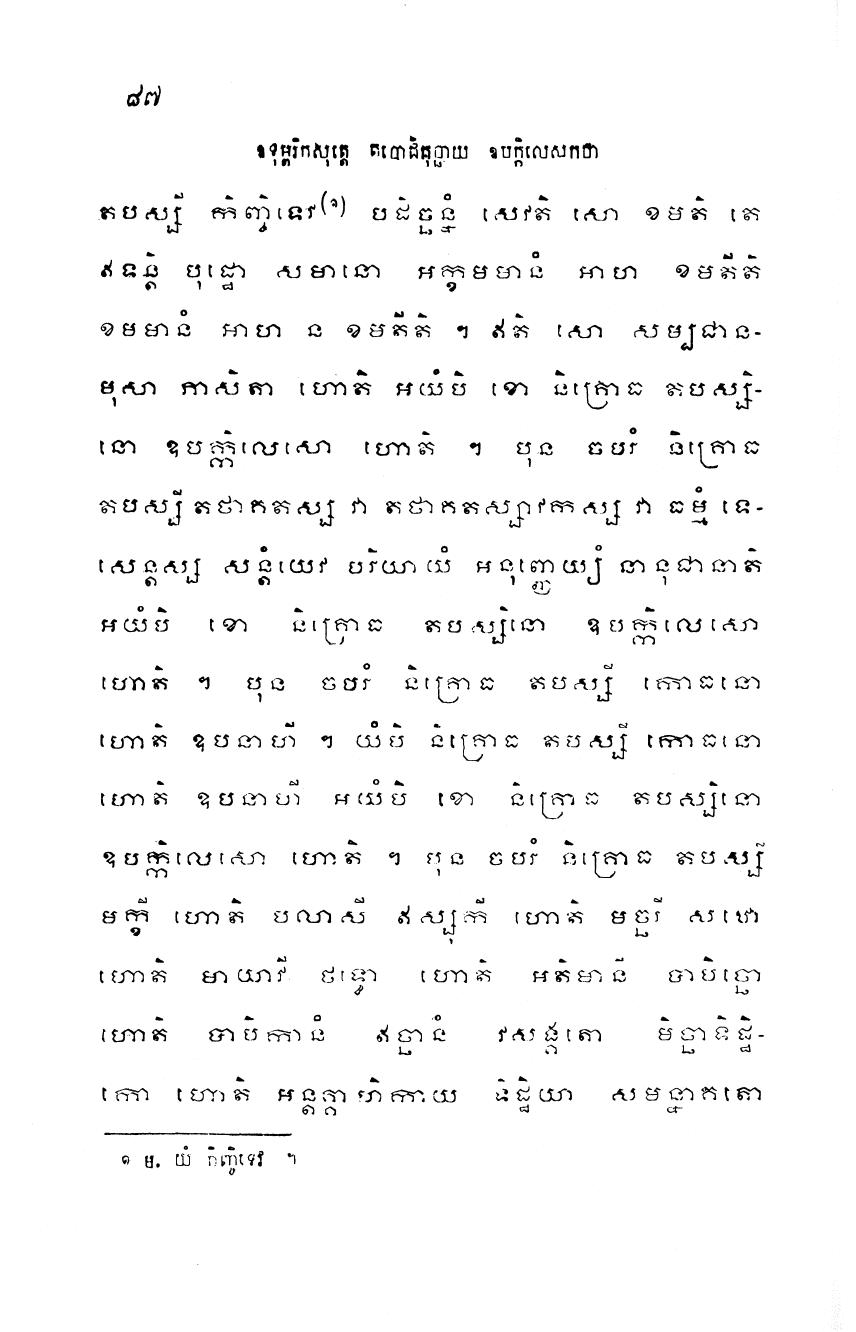 ៨៧
ឧទុម្ពរិកសុត្តេ តបោជិគុច្ឆាយ ឧបក្កិលេសកថា
តបស្សី កិញ្ចិទេវ(១) បដិច្ឆន្នំ សេវតិ សោ ខមតិ តេ
ឥទន្តិ បុដ្ឋោ សមានោ អក្ខមមានំ អាហ ខមតីតិ
ខមមានំ អាហ ន ខមតីតិ ។ ឥតិ សោ សម្បជាន-
មុសា ភាសិតា ហោតិ អយំបិ ខោ និគ្រោធ តបស្សិ-
នោ ឧបក្កិលេសោ ហោតិ ។ បុន ចបរំ និគ្រោធ
តបស្សី តថាគតស្ស វា តថាគតស្សាវកស្ស វា ធម្មំ ទេ-
សេន្តស្ស សន្តំយេវ បរិយាយំ អនុញ្ញេយ្យំ នានុជានាតិ
អយំបិ ខោ និគ្រោធ តបស្សិនោ ឧបក្កិលេសោ
ហោតិ ។ បុន ចបរំ និគ្រោធ តបស្សី កោធនោ
ហោតិ ឧបនាហី ។ យំបិ និគ្រោធ តបស្សី កោធនោ
ហោតិ ឧបនាហី អយំបិ ខោ និគ្រោធ តបស្សិនោ
ឧបក្កិលេសោ ហោតិ ។ បុន ចបរំ និគ្រោធ តបស្សី
មក្ខី ហោតិ បលាសី ឥស្សុកី ហោតិ មច្ឆរី សឋោ
ហោតិ មាយាវី ថទ្ធោ ហោតិ អតិមានី បាបិច្ឆោ
ហោតិ បាបិកានំ ឥច្ឆានំ វសង្គតោ មិច្ឆាទិដ្ឋិ-
កោ ហោតិ អន្តគ្គាហិកាយ ទិដ្ឋិយា សមន្នាគតោ
១ ម. យំ កិញ្ចិទេវ ។